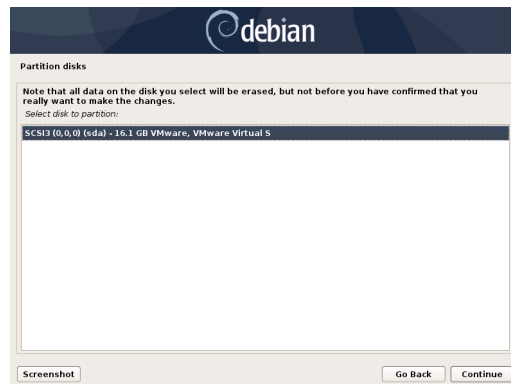 debian
Partition disks
Note that all data on the disk you select will be erased, but not before you have confirmed that you
really want to make the changes.
Select disk to partition:
SCSI3 (0,0,0) (sda) - 16.1 GB VMware, VMware Virtual S
Screenshot
Go Back
Continue